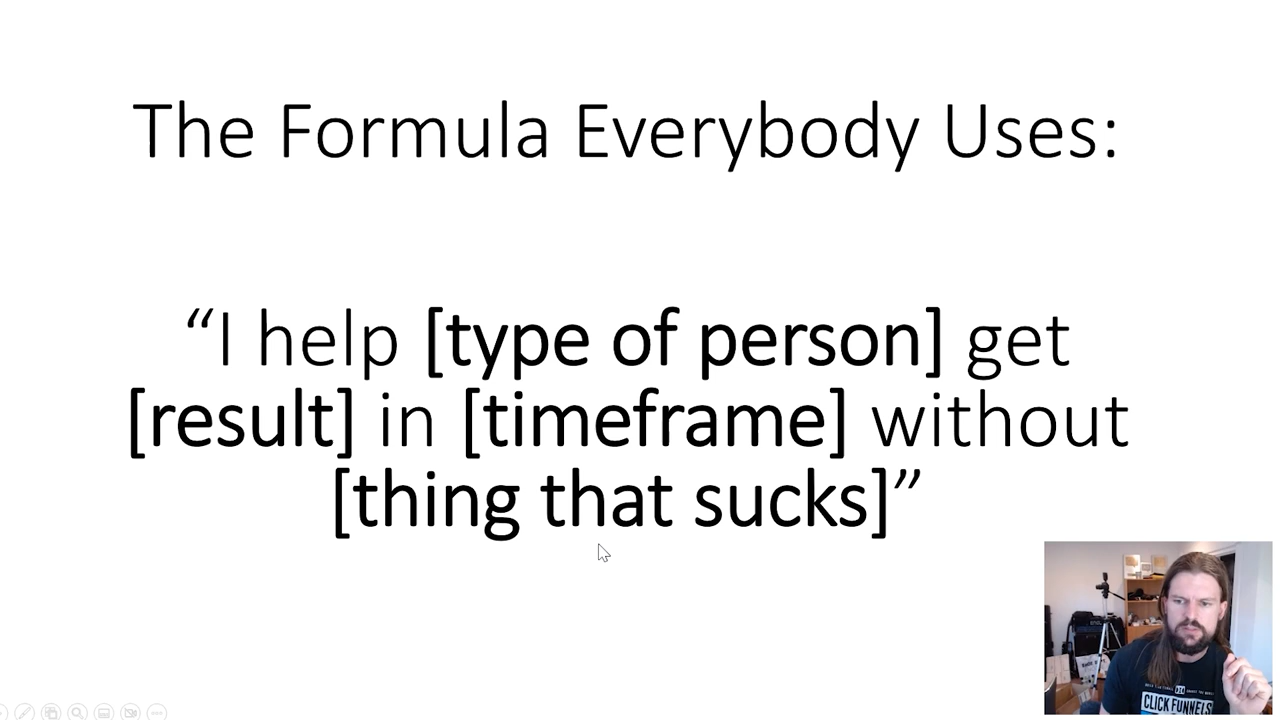 The Formula Everybody Uses:
“I help [type of person] get
[result] in [timeframe] without
[thing that sucks]”
CLICK FUNNELS